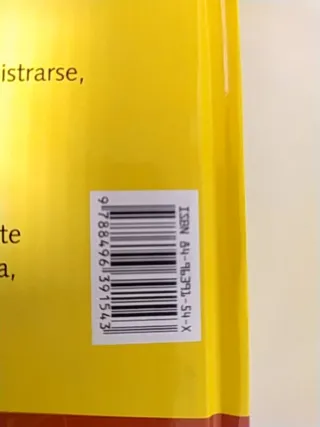 istrarse,
te
a,
ISBN 84-96391-54-X
9788496391543